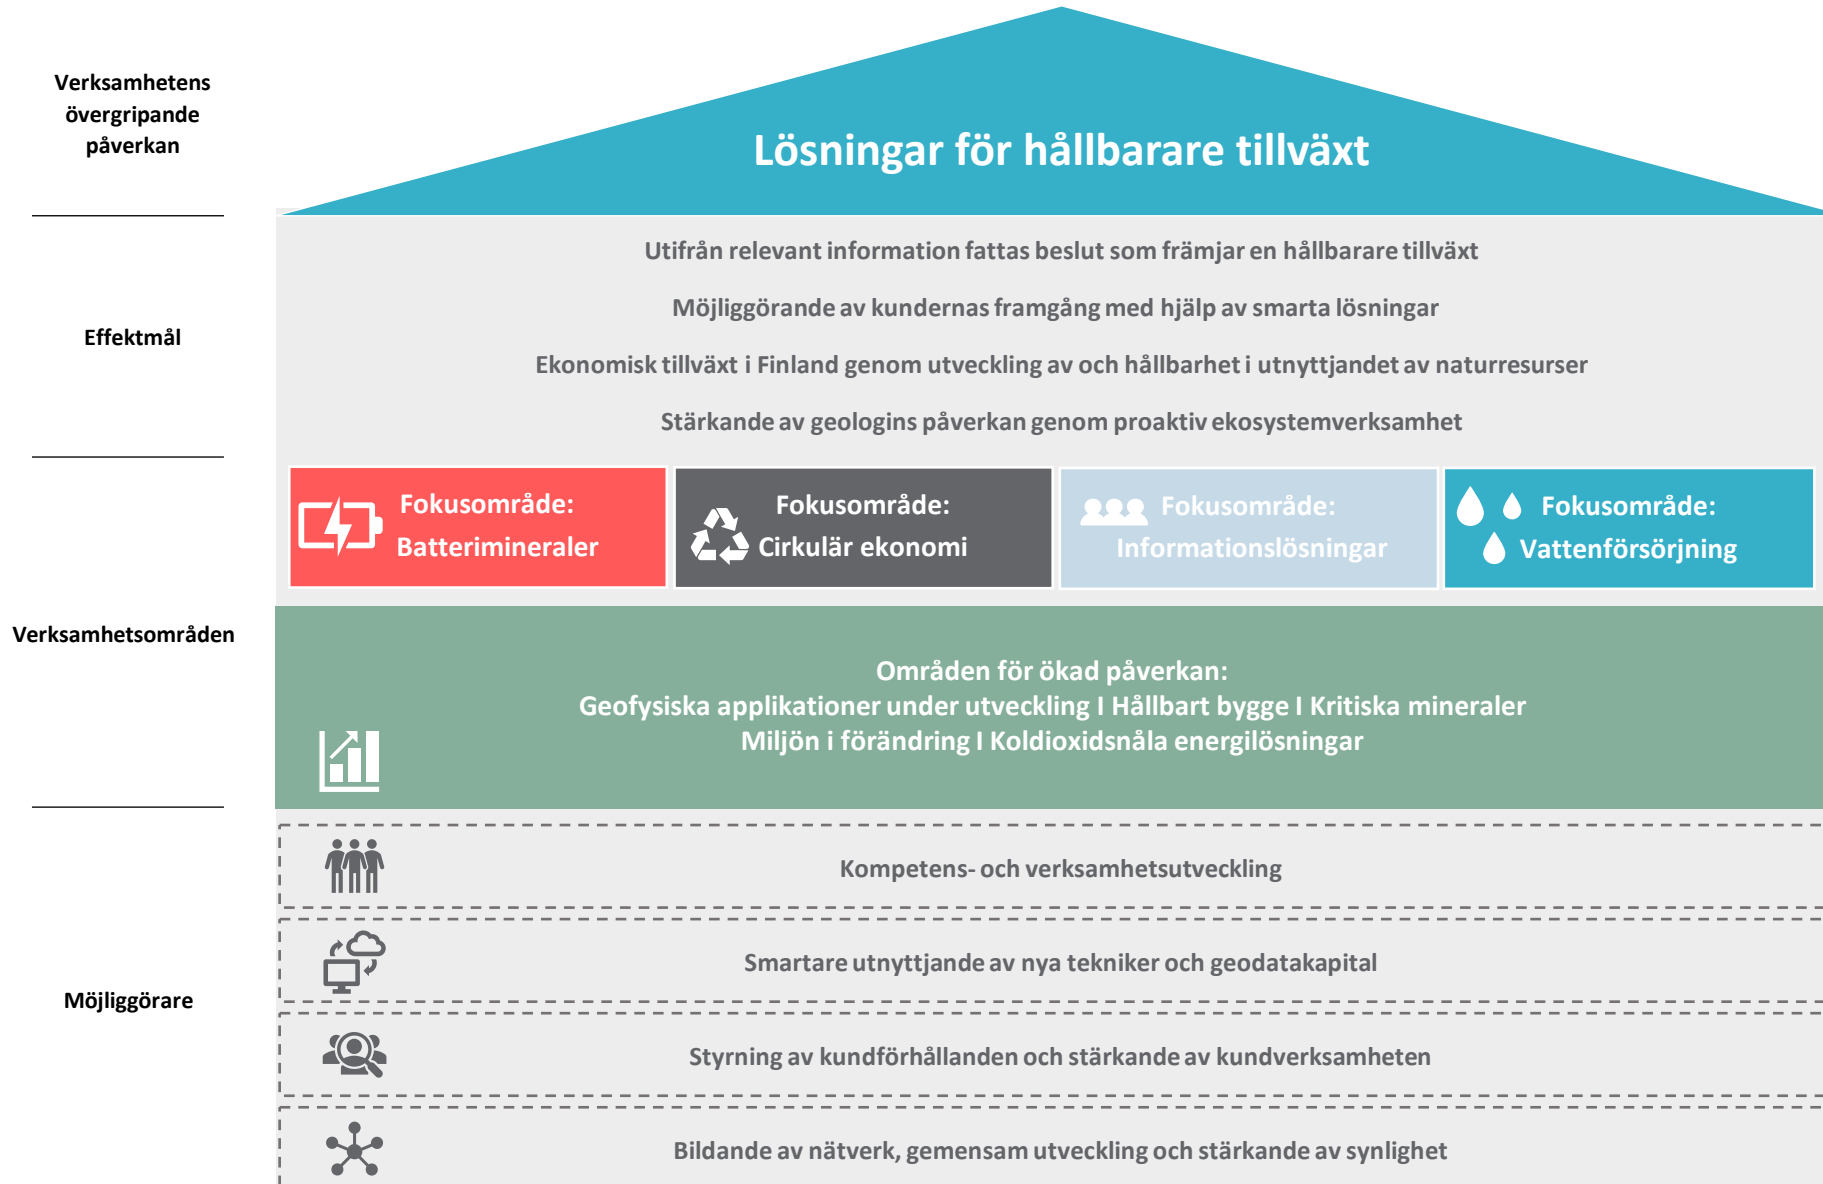 Verksamhetens
övergripande
påverkan
Lösningar för hållbarare tillväxt
Effektmål
Utifrån relevant information fattas beslut som främjar en hållbarare tillväxt
Möjliggörande av kundernas framgång med hjälp av smarta lösningar
Ekonomisk tillväxt i Finland genom utveckling av och hållbarhet i utnyttjandet av naturresurser
Stärkande av geologins påverkan genom proaktiv ekosystemverksamhet
Verksamhetsområden
Fokusområde:
Batterimineraler
Fokusområde:
Cirkulär ekonomi
Fokusområde:
Informationslösningar
Fokusområde:
Vattenförsörjning
Områden för ökad påverkan:
Geofysiska applikationer under utveckling I Hållbart bygge I Kritiska mineraler
Miljön i förändring I Koldioxidsnåla energilösningar
Möjliggörare
Kompetens- och verksamhetsutveckling
Smartare utnyttjande av nya tekniker och geodatakapital
Styrning av kundförhållanden och stärkande av kundverksamheten
Bildande av nätverk, gemensam utveckling och stärkande av synlighet